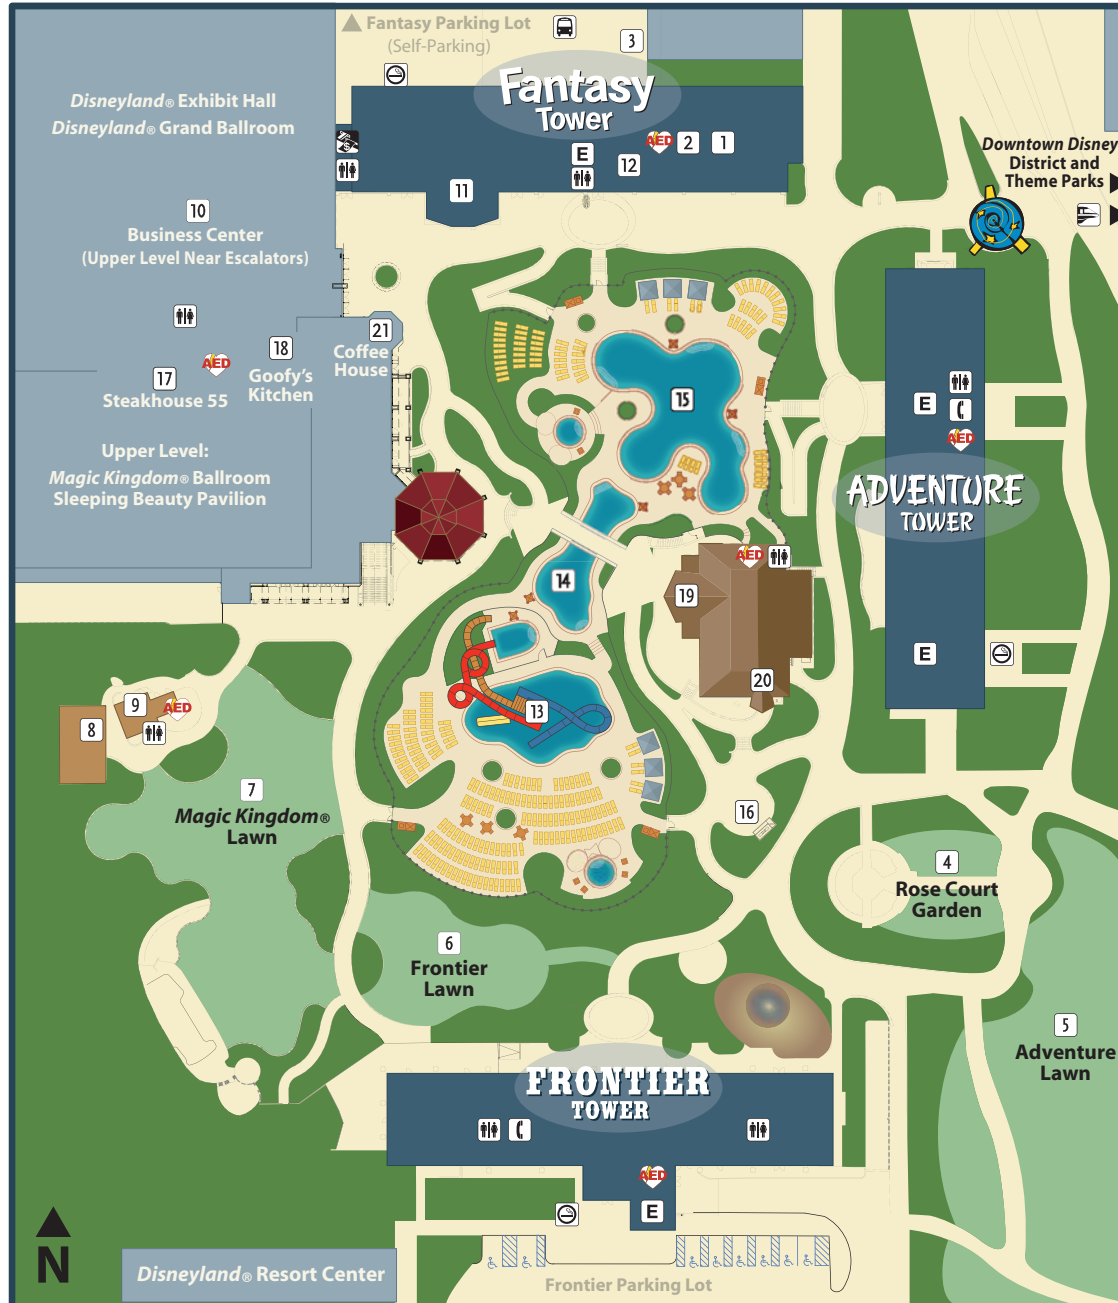 Fantasy Parking Lot
(Self-Parking)
3
Fantasy
Tower
Disneyland® Exhibit Hall
Disneyland® Grand Ballroom
AED
2
1
E
12
11
Downtown Disney
District and
Theme Parks
10
Business Center
(Upper Level Near Escalators)
21
Coffee
House
18
Goofy's
Kitchen
AED
17
Steakhouse 55
Upper Level:
Magic Kingdom® Ballroom
Sleeping Beauty Pavilion
15
E
AED
ADVENTURE
TOWER
14
AED
19
20
E
13
9
AED
8
7
Magic Kingdom®
Lawn
16
4
Rose Court
Garden
6
Frontier
Lawn
5
Adventure
Lawn
FRONTIER
TOWER
AED
E
N
Disneyland® Resort Center
Frontier Parking Lot